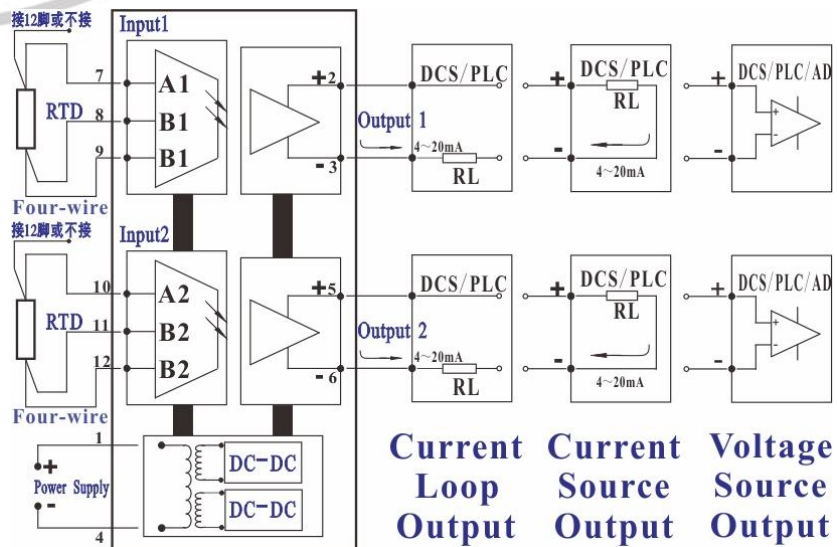 接12脚或不接
Input1
7
A1
RTD
8
B1
9
B1
Four-wire
+2
-3
Output 1
4~20mA
DCS/PLC
RL
+
DCS/PLC
RL
-
4~20mA
+
DCS/PLC/AD
+
-
-
接12脚或不接
Input2
10
A2
RTD
11
B2
12
B2
Four-wire
+5
-6
Output 2
4~20mA
DCS/PLC
RL
+
DCS/PLC
RL
-
4~20mA
+
DCS/PLC/AD
+
-
-
1
+
Power Supply
-
4
DC-DC
DC-DC
Current
Loop
Output
Current
Source
Output
Voltage
Source
Output